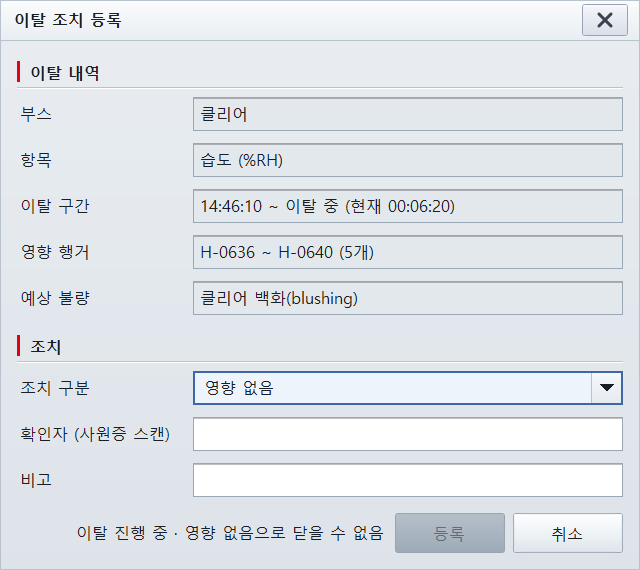 이탈 조치 등록
이탈 내역
부스
클리어
항목
습도 (%RH)
이탈 구간
14:46:10 ~ 이탈 중 (현재 00:06:20)
영향 행거
H-0636 ~ H-0640 (5개)
예상 불량
클리어 백화(blushing)
조치
조치 구분
영향 없음
확인자 (사원증 스캔)
비고
이탈 진행 중 · 영향 없음으로 닫을 수 없음
등록
취소